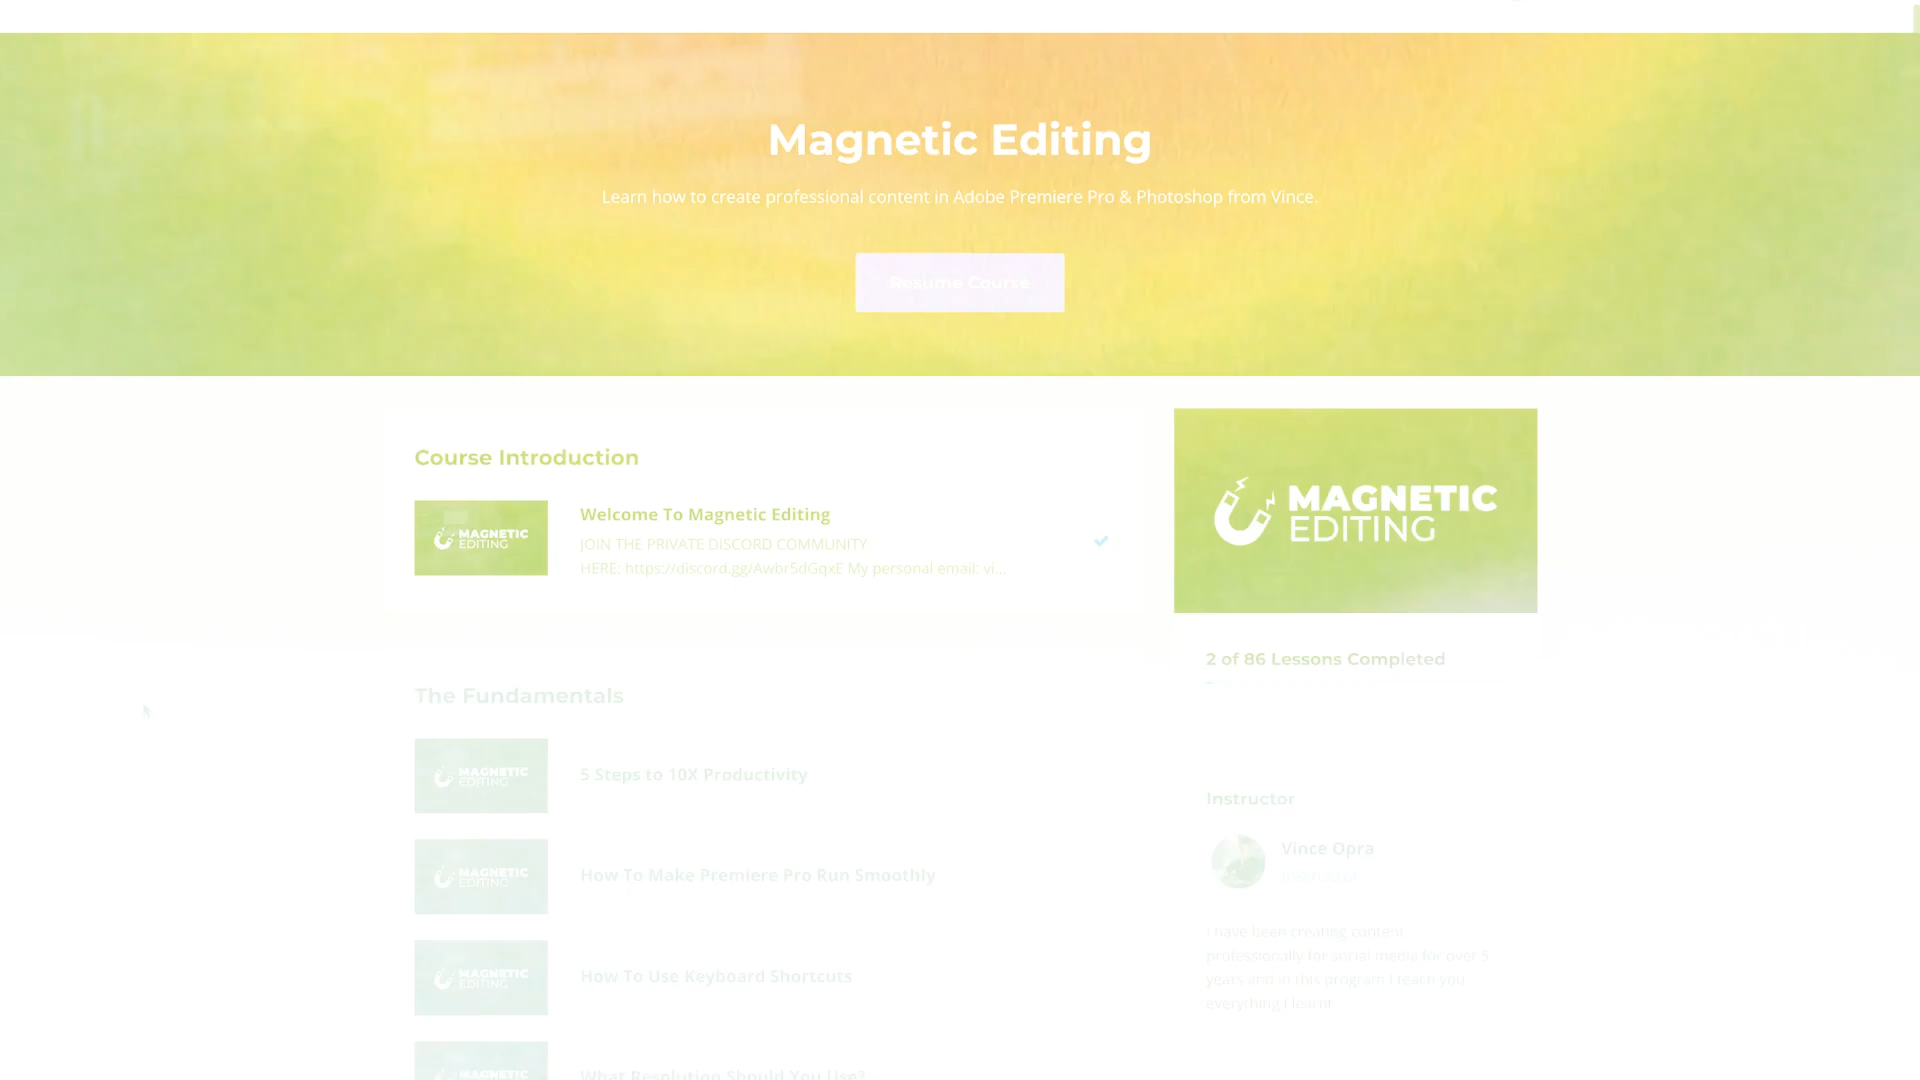 Magnetic Editing
Learn how to create professional content in Adobe Premiere Pro & Photoshop from Vince.
Resume Course
Course Introduction
MAGNETIC
EDITING
Welcome To Magnetic Editing
JOIN THE PRIVATE DISCORD COMMUNITY
HERE: https://discord.gg/Awbr5dGqxE My personal email: vi...
The Fundamentals
MAGNETIC
EDITING
5 Steps to 10X Productivity
MAGNETIC
EDITING
How To Make Premiere Pro Run Smoothly
MAGNETIC
EDITING
How To Use Keyboard Shortcuts
MAGNETIC
What Resolution Should You Use?
MAGNETIC
EDITING
2 of 86 Lessons Completed
Instructor
Vince Opra
Instructor
I have been creating content
professionally for social media for over 5
years and in this program I teach you
everything I learnt.